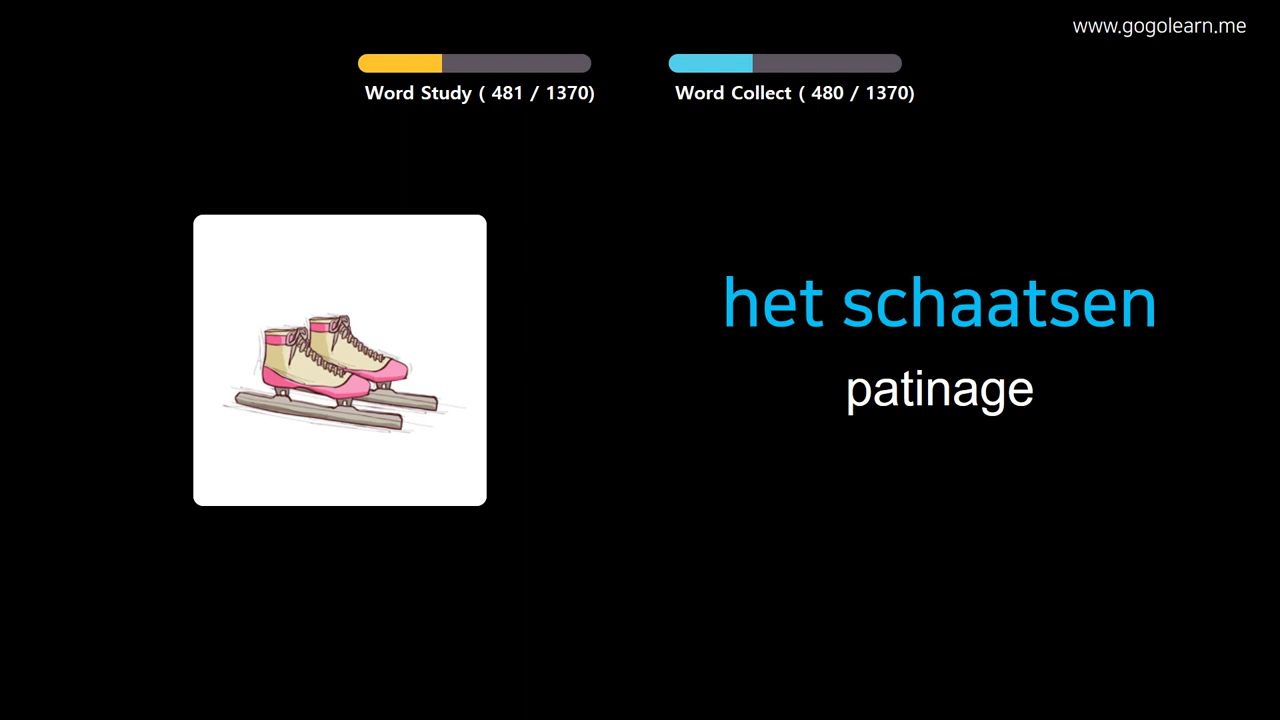 www.gogolearn.me
Word Study ( 481 / 1370)
Word Collect ( 480 / 1370)
het schaatsen
patinage